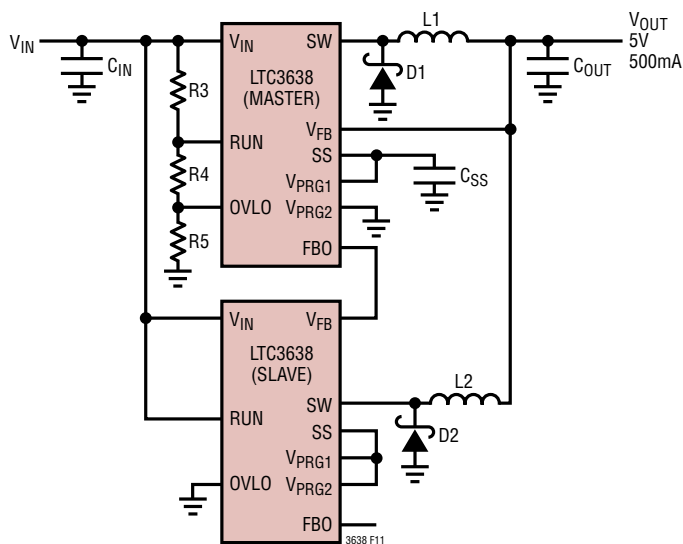 VIN
CIN
R3
R4
R5
VIN
RUN
OVLO
LTC3638
(MASTER)
SW
VFB
SS
VPRG1
VPRG2
FBO
L1
D1
CSS
VOUT
5V
500mA
COUT
VIN
RUN
OVLO
LTC3638
(SLAVE)
VFB
SW
SS
VPRG1
VPRG2
FBO
L2
D2
3638 F11